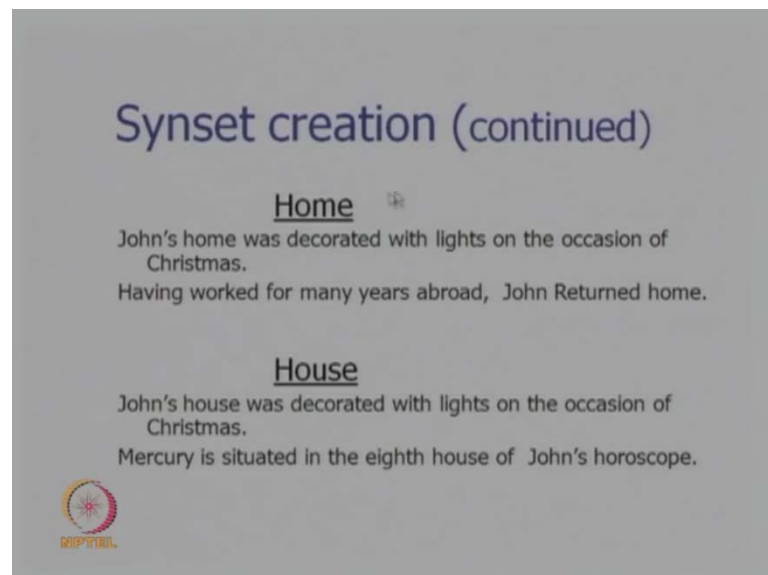 Synset creation (continued)
Home
John's home was decorated with lights on the occasion of
Christmas.
Having worked for many years abroad, John Returned home.
House
John's house was decorated with lights on the occasion of
Christmas.
Mercury is situated in the eighth house of John's horoscope.
NPTEL